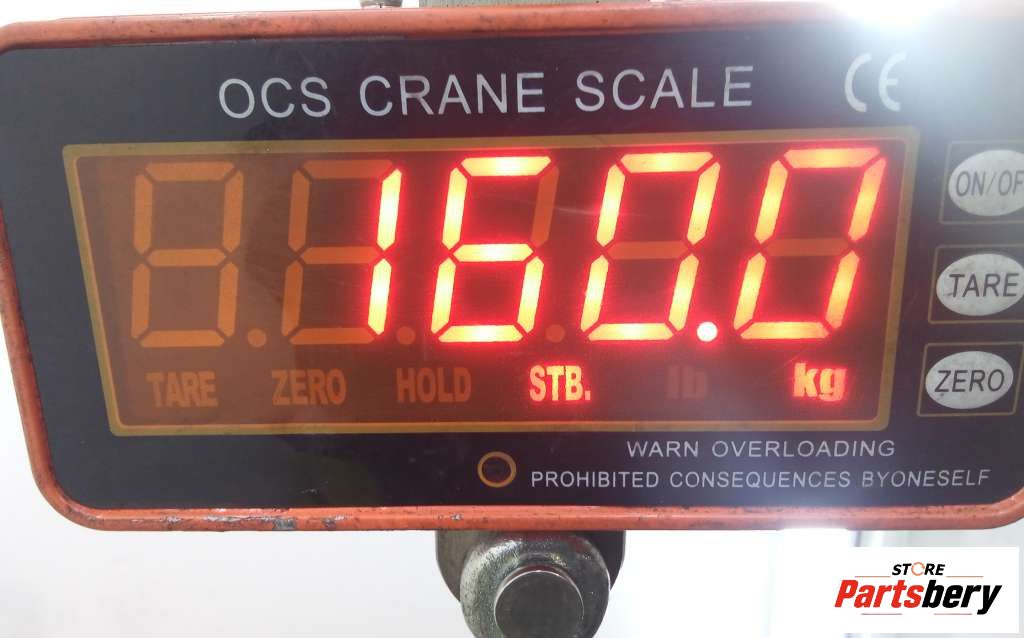 OCS CRANE SCALE CE
160.0
ON/OF
TARE
ZERO
TARE ZERO HOLD STB. lb kg
WARN OVERLOADING
PROHIBITED CONSEQUENCES BYONESELF
STORE
Partsbery